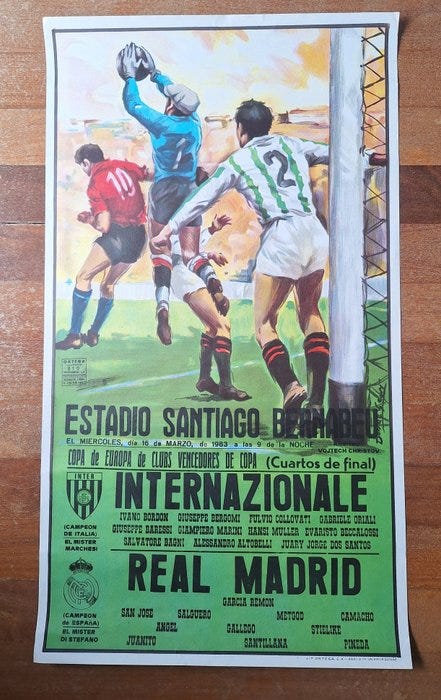 10
2
ORTEGA
810
ESTADIO SANTIAGO BERNABEU
EL MIERCOLES, día 16 de MARZO, de 1983 a las 9 de la NOCHE
VOJTECH CHRISTOV.
COPA de EUROPA de CLUBS VENCEDORES DE COPA (Cuartos de final)
INTER
INTERNAZIONALE
IVANO BORDON GIUSEPPE BERGOMI FULVIO COLLOVATI GABRIELE ORIALI
GIUSEPPE BARESSI GIAMPIERO MARINI HANSI MULLER EVARISTO BECCALOSSI
SALVATORE BAGNI ALESSANDRO ALTOBELLI JUARY JORGE DOS SANTOS
(CAMPEON
DE ITALIA)
EL MISTER
MARCHESI
REAL MADRID
GARCIA REMON
SAN JOSE SALGUERO METGOD CAMACHO
ANGEL GALLEGO STIELIKE
JUANITO SANTILLANA PINEDA
(CAMPEON
de ESPAÑA)
EL MISTER
DI STEFANO